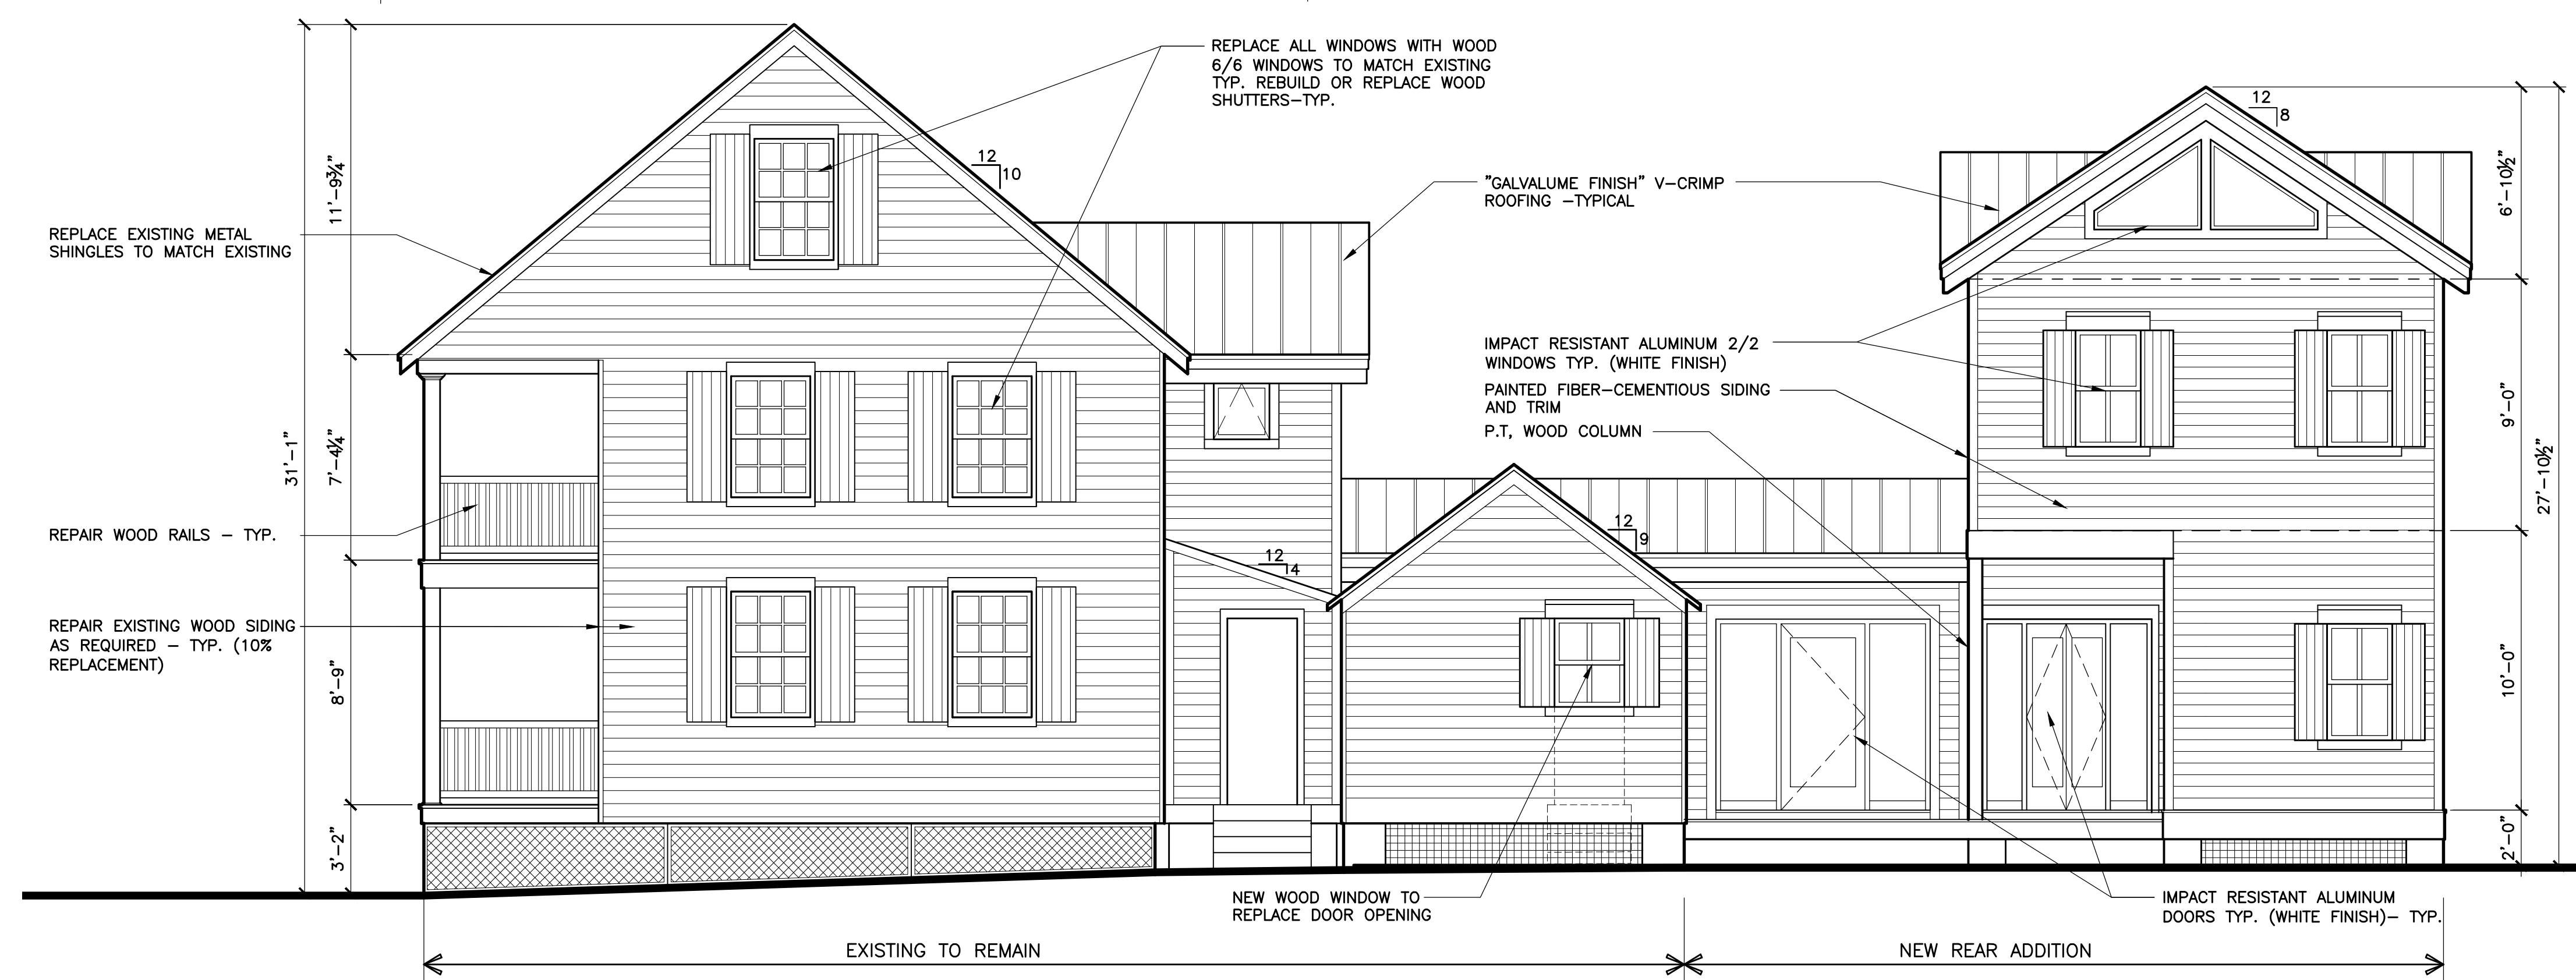 REPLACE ALL WINDOWS WITH WOOD
6/6 WINDOWS TO MATCH EXISTING
TYP. REBUILD OR REPLACE WOOD
SHUTTERS-TYP.
12
8
12
10
"GALVALUME FINISH" V-CRIMP
ROOFING -TYPICAL
REPLACE EXISTING METAL
SHINGLES TO MATCH EXISTING
IMPACT RESISTANT ALUMINUM 2/2
WINDOWS TYP. (WHITE FINISH)
PAINTED FIBER-CEMENTIOUS SIDING
AND TRIM
P.T, WOOD COLUMN
REPAIR WOOD RAILS - TYP.
12
9
12
4
REPAIR EXISTING WOOD SIDING
AS REQUIRED - TYP. (10%
REPLACEMENT)
31'-1"
11'-9¾"
7'-4¼"
8'-9"
3'-2"
6'-10½"
9'-0"
10'-0"
2'-0"
27'-10½"
NEW WOOD WINDOW TO
REPLACE DOOR OPENING
IMPACT RESISTANT ALUMINUM
DOORS TYP. (WHITE FINISH)- TYP.
EXISTING TO REMAIN
NEW REAR ADDITION